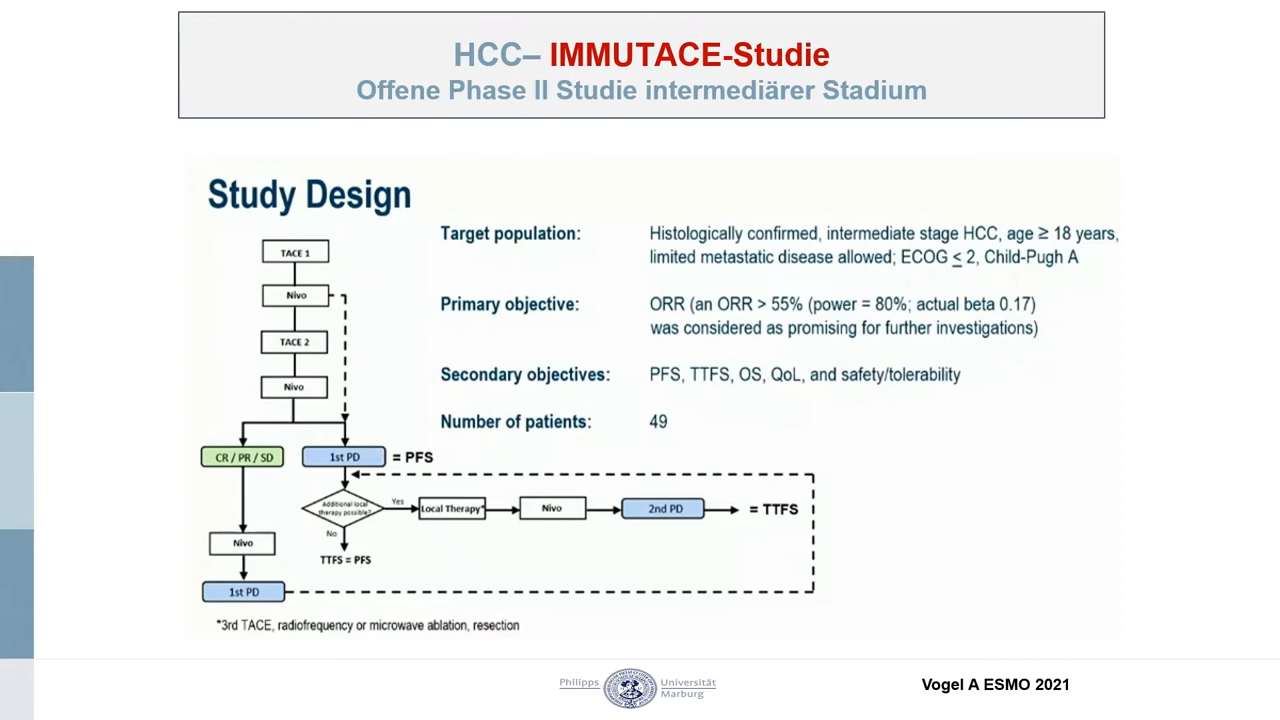 HCC– IMMUTACE-Studie
Offene Phase II Studie intermediärer Stadium
Study Design
TACE 1
Nivo
TACE 2
Nivo
CR / PR / SD
1st PD
= PFS
Additional local
therapy possible?
Yes
Local Therapy*
Nivo
2nd PD
= TTFS
No
TTFS = PFS
Nivo
1st PD
*3rd TACE, radiofrequency or microwave ablation, resection
Target population:
Histologically confirmed, intermediate stage HCC, age ≥ 18 years,
limited metastatic disease allowed; ECOG ≤ 2, Child-Pugh A
Primary objective:
ORR (an ORR > 55% (power = 80%; actual beta 0.17)
was considered as promising for further investigations)
Secondary objectives:
PFS, TTFS, OS, QoL, and safety/tolerability
Number of patients:
49
Philipps
Universität
Marburg
Vogel A ESMO 2021